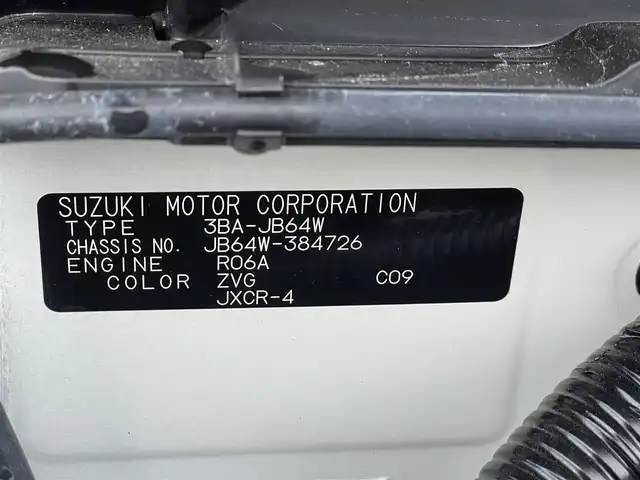 SUZUKI MOTOR CORPORATION
TYPE 3BA-JB64W
CHASSIS NO. JB64W-384726
ENGINE R06A
COLOR ZVG C09
JXCR-4